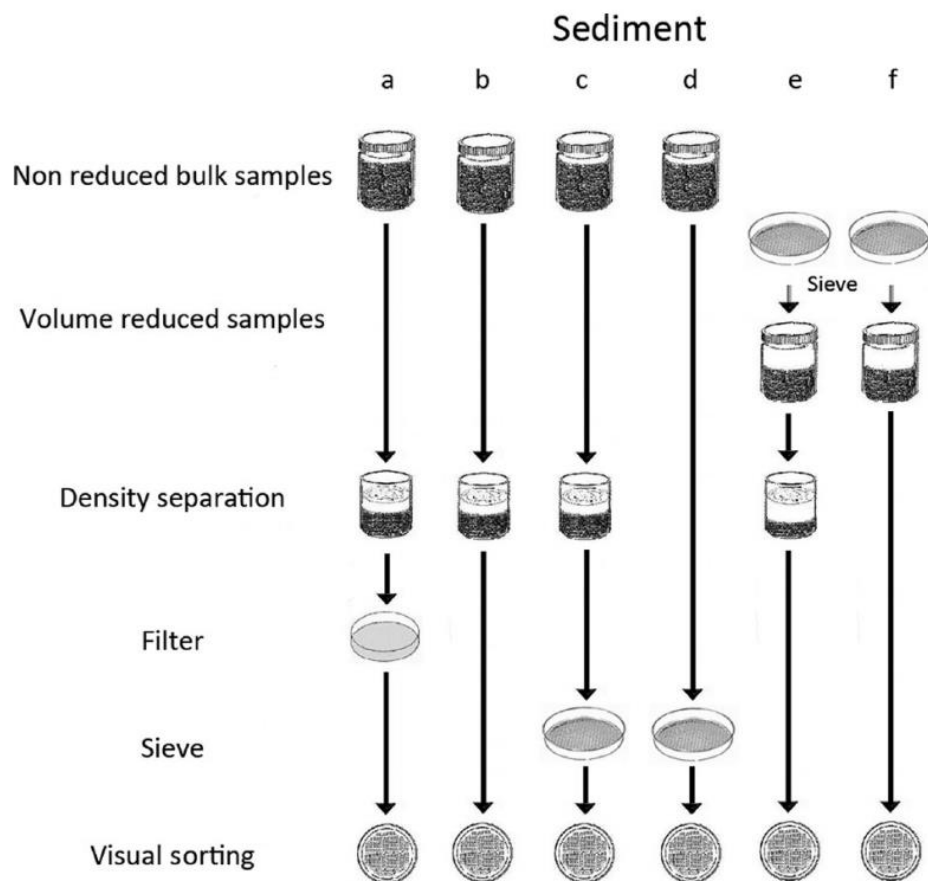 Sediment
a b c d e f
Non reduced bulk samples
Sieve
Volume reduced samples
Density separation
Filter
Sieve
Visual sorting